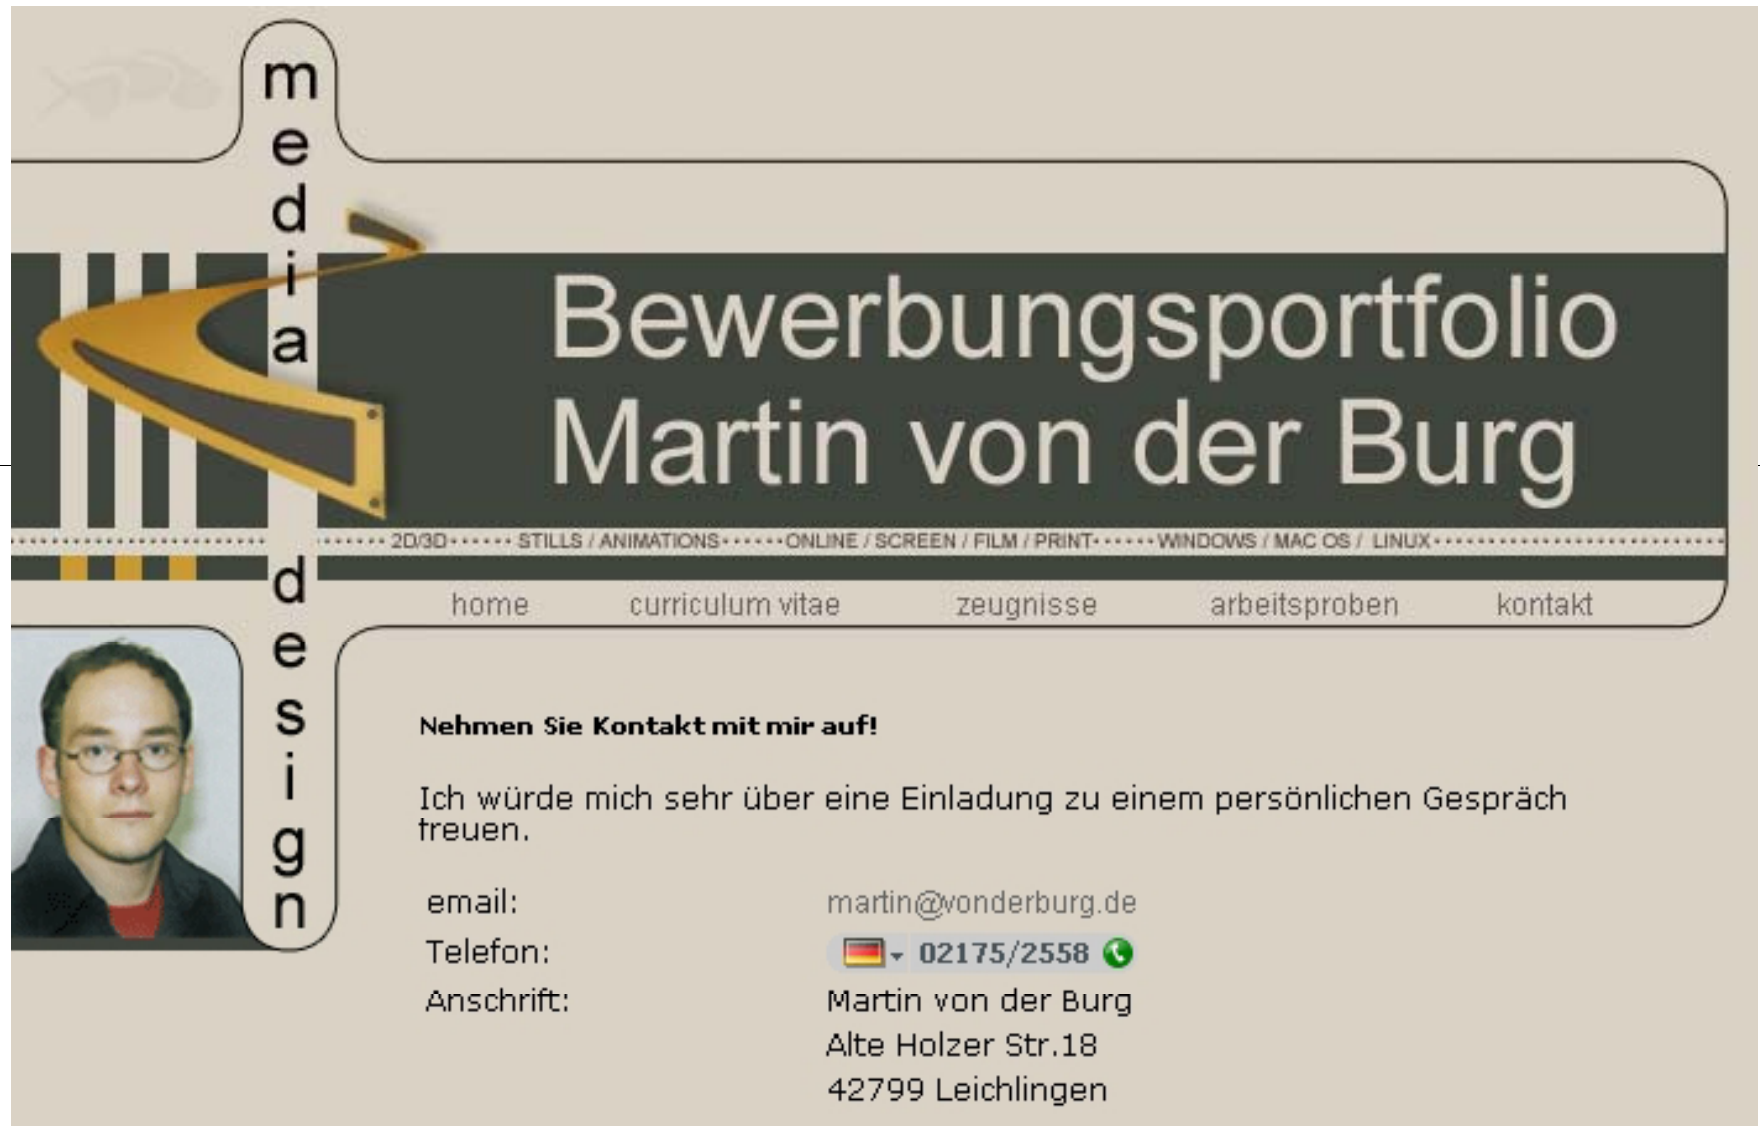 media design
Bewerbungsportfolio
Martin von der Burg
2D/3D STILLS / ANIMATIONS ONLINE / SCREEN / FILM / PRINT WINDOWS / MAC OS / LINUX
home curriculum vitae zeugnisse arbeitsproben kontakt
Nehmen Sie Kontakt mit mir auf!
Ich würde mich sehr über eine Einladung zu einem persönlichen Gespräch
freuen.
email: martin@vonderburg.de
Telefon: 02175/2558
Anschrift: Martin von der Burg
Alte Holzer Str.18
42799 Leichlingen